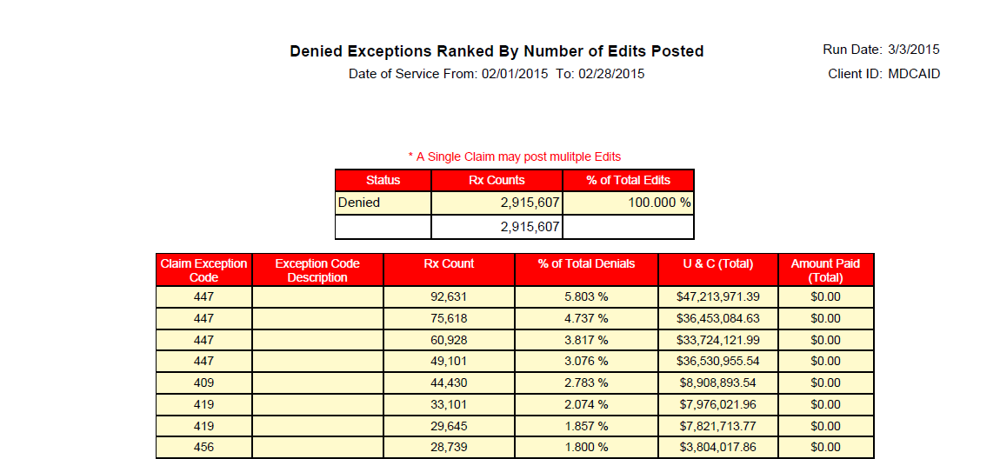 Denied Exceptions Ranked By Number of Edits Posted
Run Date: 3/3/2015
Date of Service From: 02/01/2015 To: 02/28/2015
Client ID: MDCAID
* A Single Claim may post mulitple Edits
Status Rx Counts % of Total Edits
Denied 2,915,607 100.000 %
2,915,607
Claim Exception Code Exception Code Description Rx Count % of Total Denials U & C (Total) Amount Paid (Total)
447 92,631 5.803 % $47,213,971.39 $0.00
447 75,618 4.737 % $36,453,084.63 $0.00
447 60,928 3.817 % $33,724,121.99 $0.00
447 49,101 3.076 % $36,530,955.54 $0.00
409 44,430 2.783 % $8,908,893.54 $0.00
419 33,101 2.074 % $7,976,021.96 $0.00
419 29,645 1.857 % $7,821,713.77 $0.00
456 28,739 1.800 % $3,804,017.86 $0.00